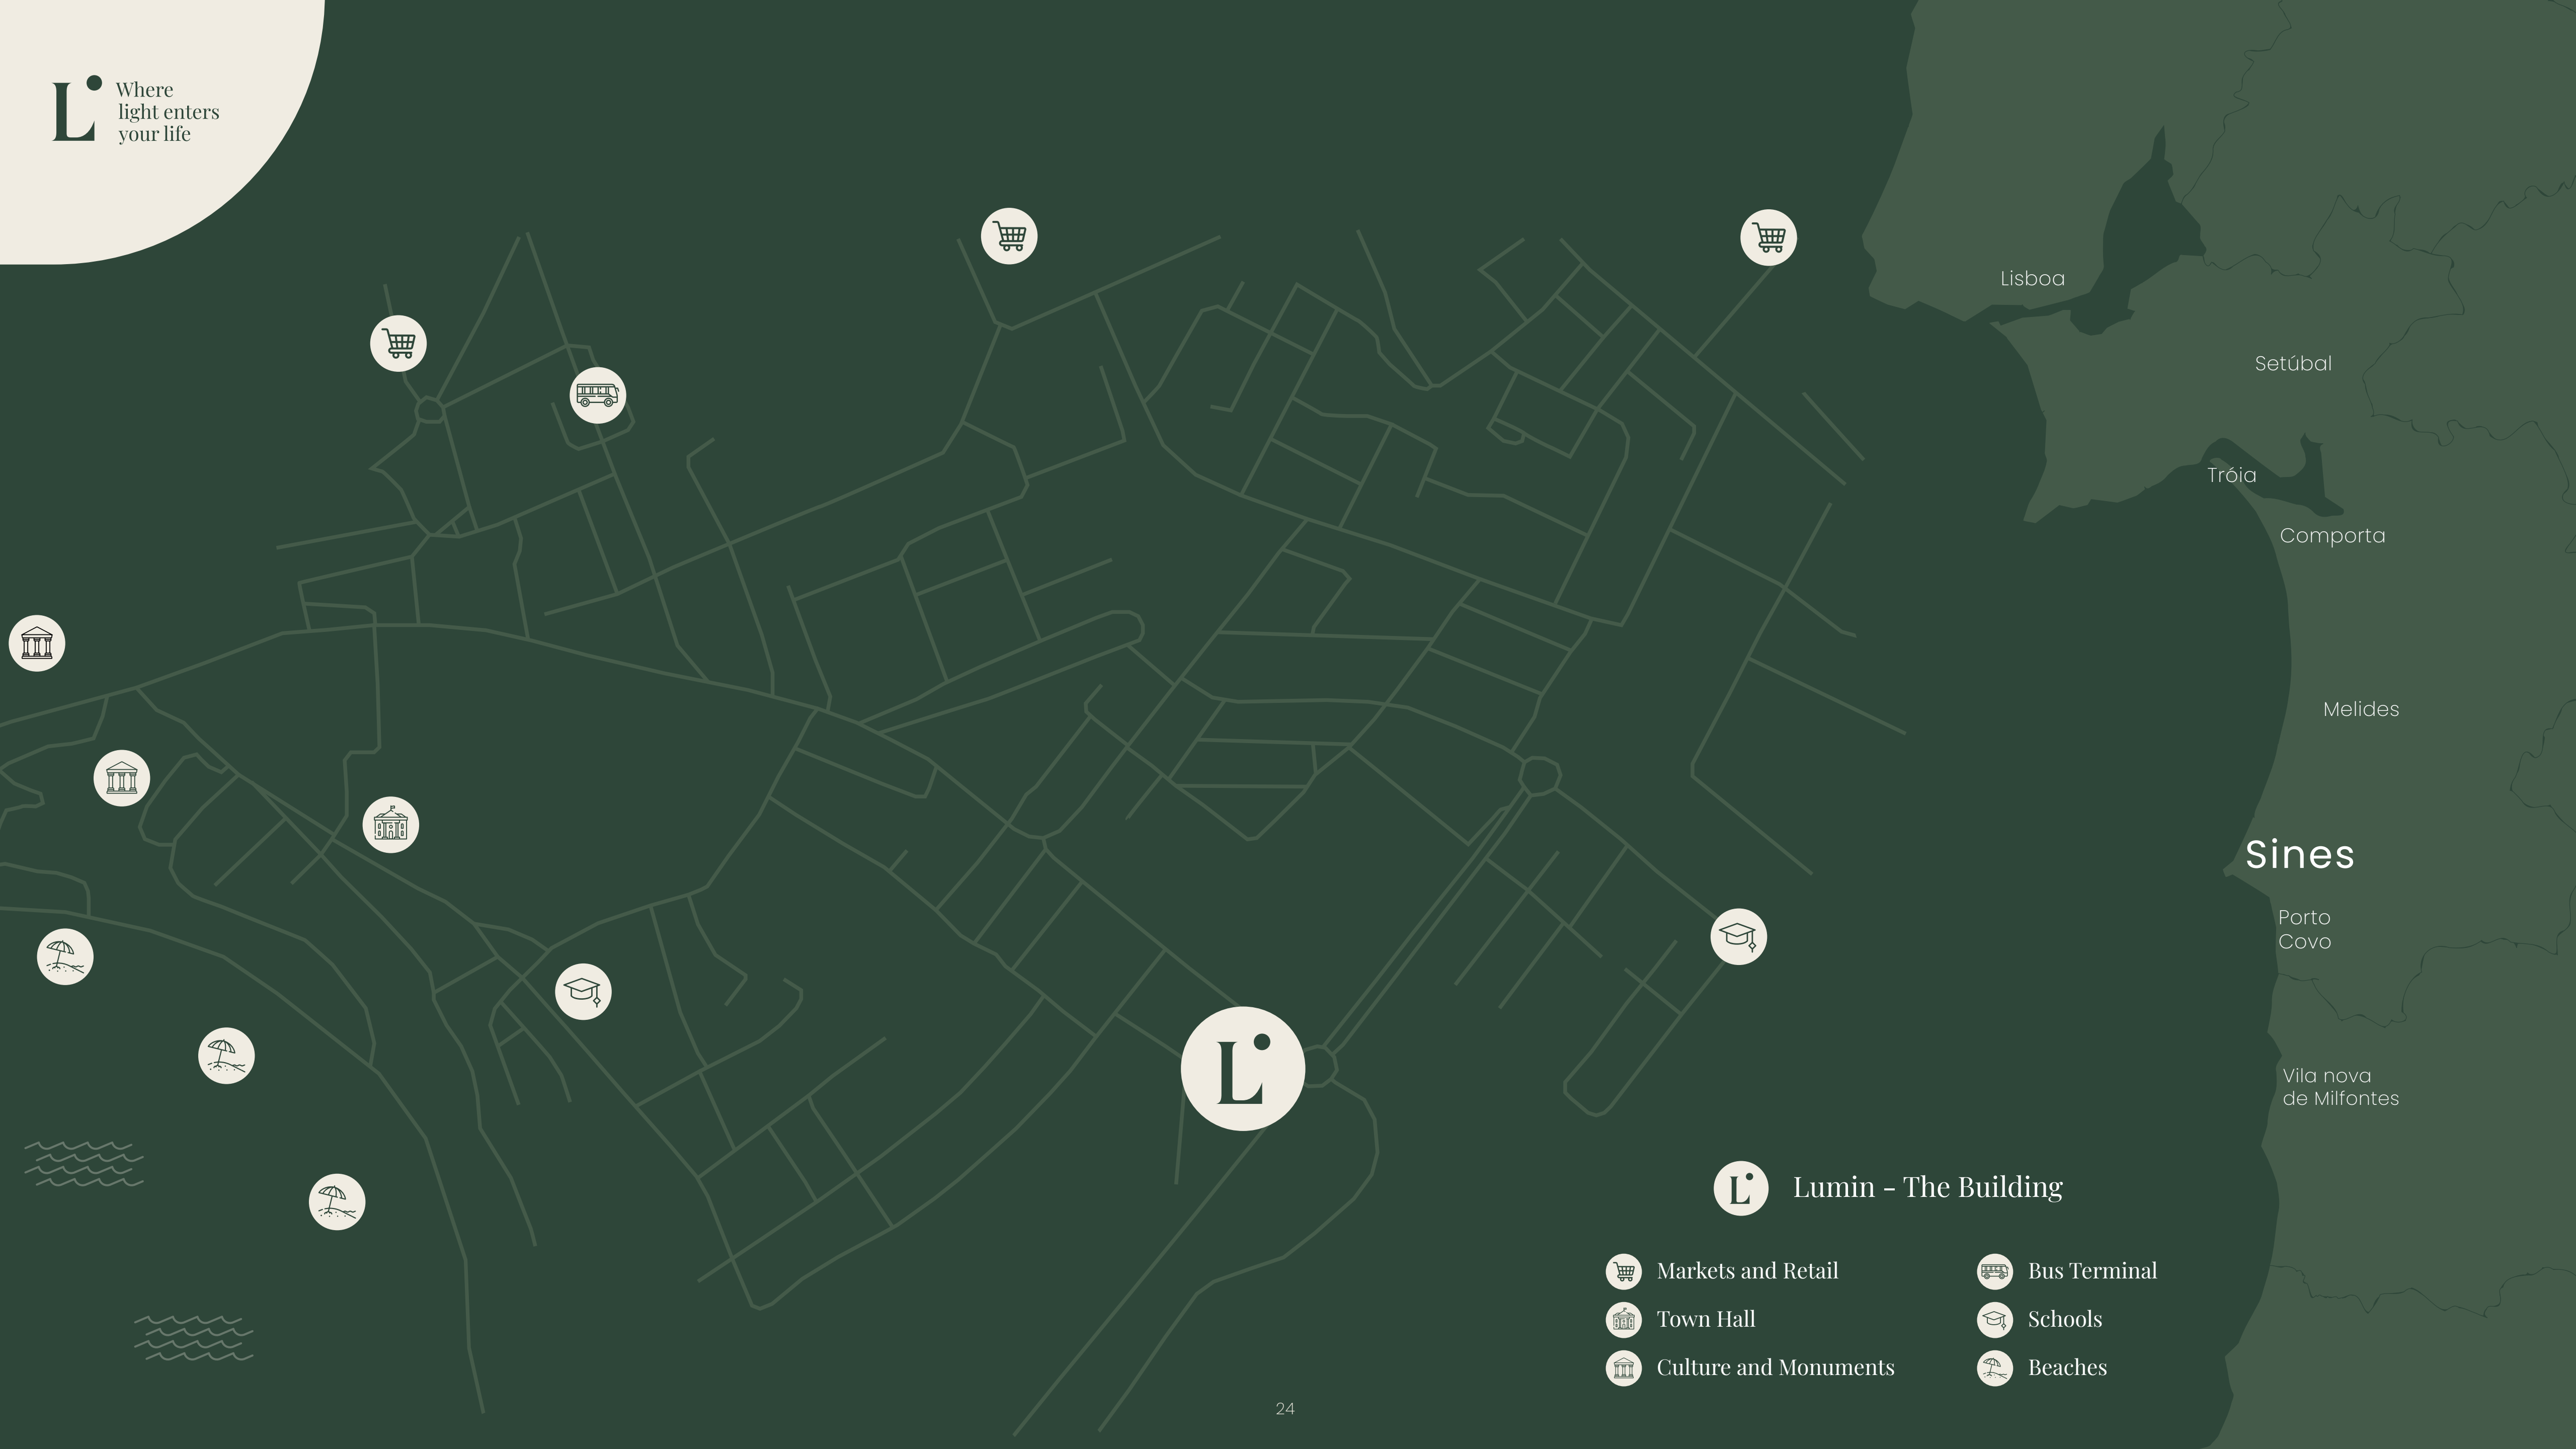 L
Where
light enters
your life
Lisboa
Setúbal
Tróia
Comporta
Melides
Sines
Porto
Covo
Vila nova
de Milfontes
L
L
Lumin - The Building
Markets and Retail
Bus Terminal
Town Hall
Schools
Culture and Monuments
Beaches
24